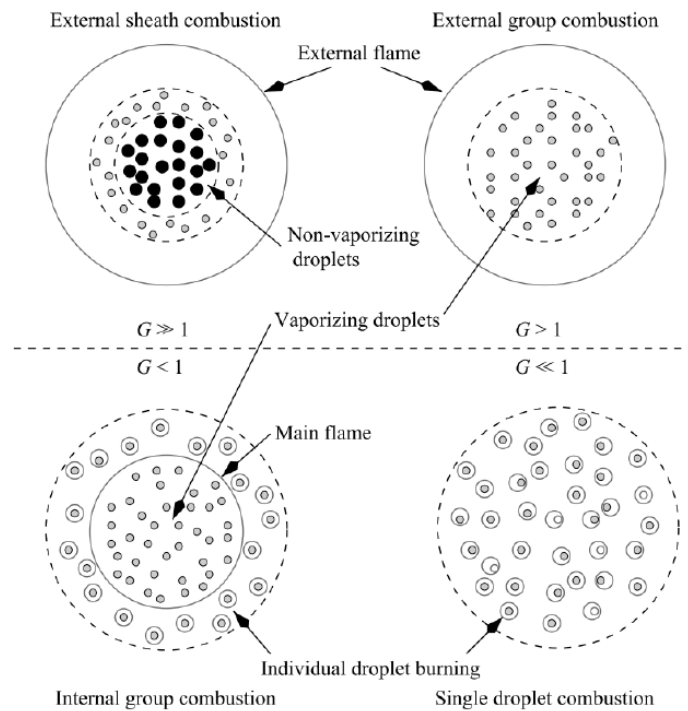 External sheath combustion
External group combustion
External flame
Non-vaporizing
droplets
Vaporizing droplets
G ≫ 1
G > 1
G < 1
G ≪ 1
Main flame
Individual droplet burning
Internal group combustion
Single droplet combustion